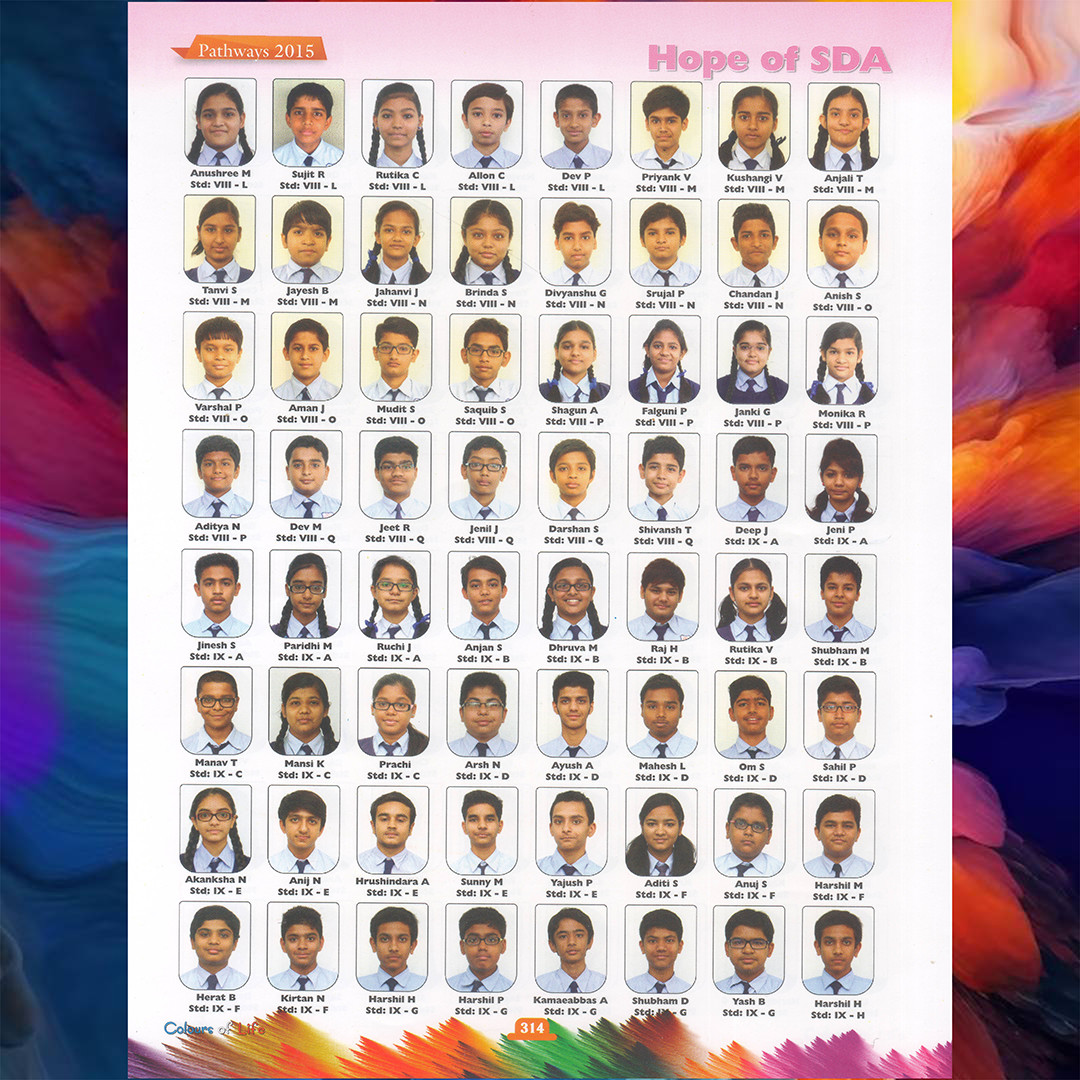 Pathways 2015
Hope of SDA
Anushree M Sujit R Rutika C Allon C Dev P Priyank V Kushangi V Anjali T
Std: VIII - L Std: VIII - L Std: VIII - L Std: VIII - L Std: VIII - L Std: VIII - M Std: VIII - M Std: VIII - M
Tanvi S Jayesh B Jahanvi J Brinda S Divyanshu G Srujal P Chandan J Anish S
Std: VIII - M Std: VIII - M Std: VIII - N Std: VIII - N Std: VIII - N Std: VIII - N Std: VIII - N Std: VIII - O
Varshal P Aman J Mudit S Saquib S Shagun A Falguni P Janki G Monika R
Std: VIII - O Std: VIII - O Std: VIII - O Std: VIII - O Std: VIII - P Std: VIII - P Std: VIII - P Std: VIII - P
Aditya N Dev M Jeet R Jenil J Darshan S Shivansh T Deep J Jeni P
Std: VIII - P Std: VIII - Q Std: VIII - Q Std: VIII - Q Std: VIII - Q Std: VIII - Q Std: IX - A Std: IX - A
Jinesh S Paridhi M Ruchi J Anjan S Dhruva M Raj H Rutika V Shubham M
Std: IX - A Std: IX - A Std: IX - A Std: IX - B Std: IX - B Std: IX - B Std: IX - B Std: IX - B
Manav T Mansi K Prachi Arsh N Ayush A Mahesh L Om S Sahil P
Std: IX - C Std: IX - C Std: IX - C Std: IX - D Std: IX - D Std: IX - D Std: IX - D Std: IX - D
Akanksha N Anij N Hrushindara A Sunny M Yajush P Aditi S Anuj S Harshil M
Std: IX - E Std: IX - E Std: IX - E Std: IX - E Std: IX - E Std: IX - F Std: IX - F Std: IX - F
Herat B Kirtan N Harshil H Harshil P Kamaeabbas A Shubham D Yash B Harshil H
Std: IX - F Std: IX - F Std: IX - G Std: IX - G Std: IX - G Std: IX - G Std: IX - G Std: IX - H
Colours of Life
314